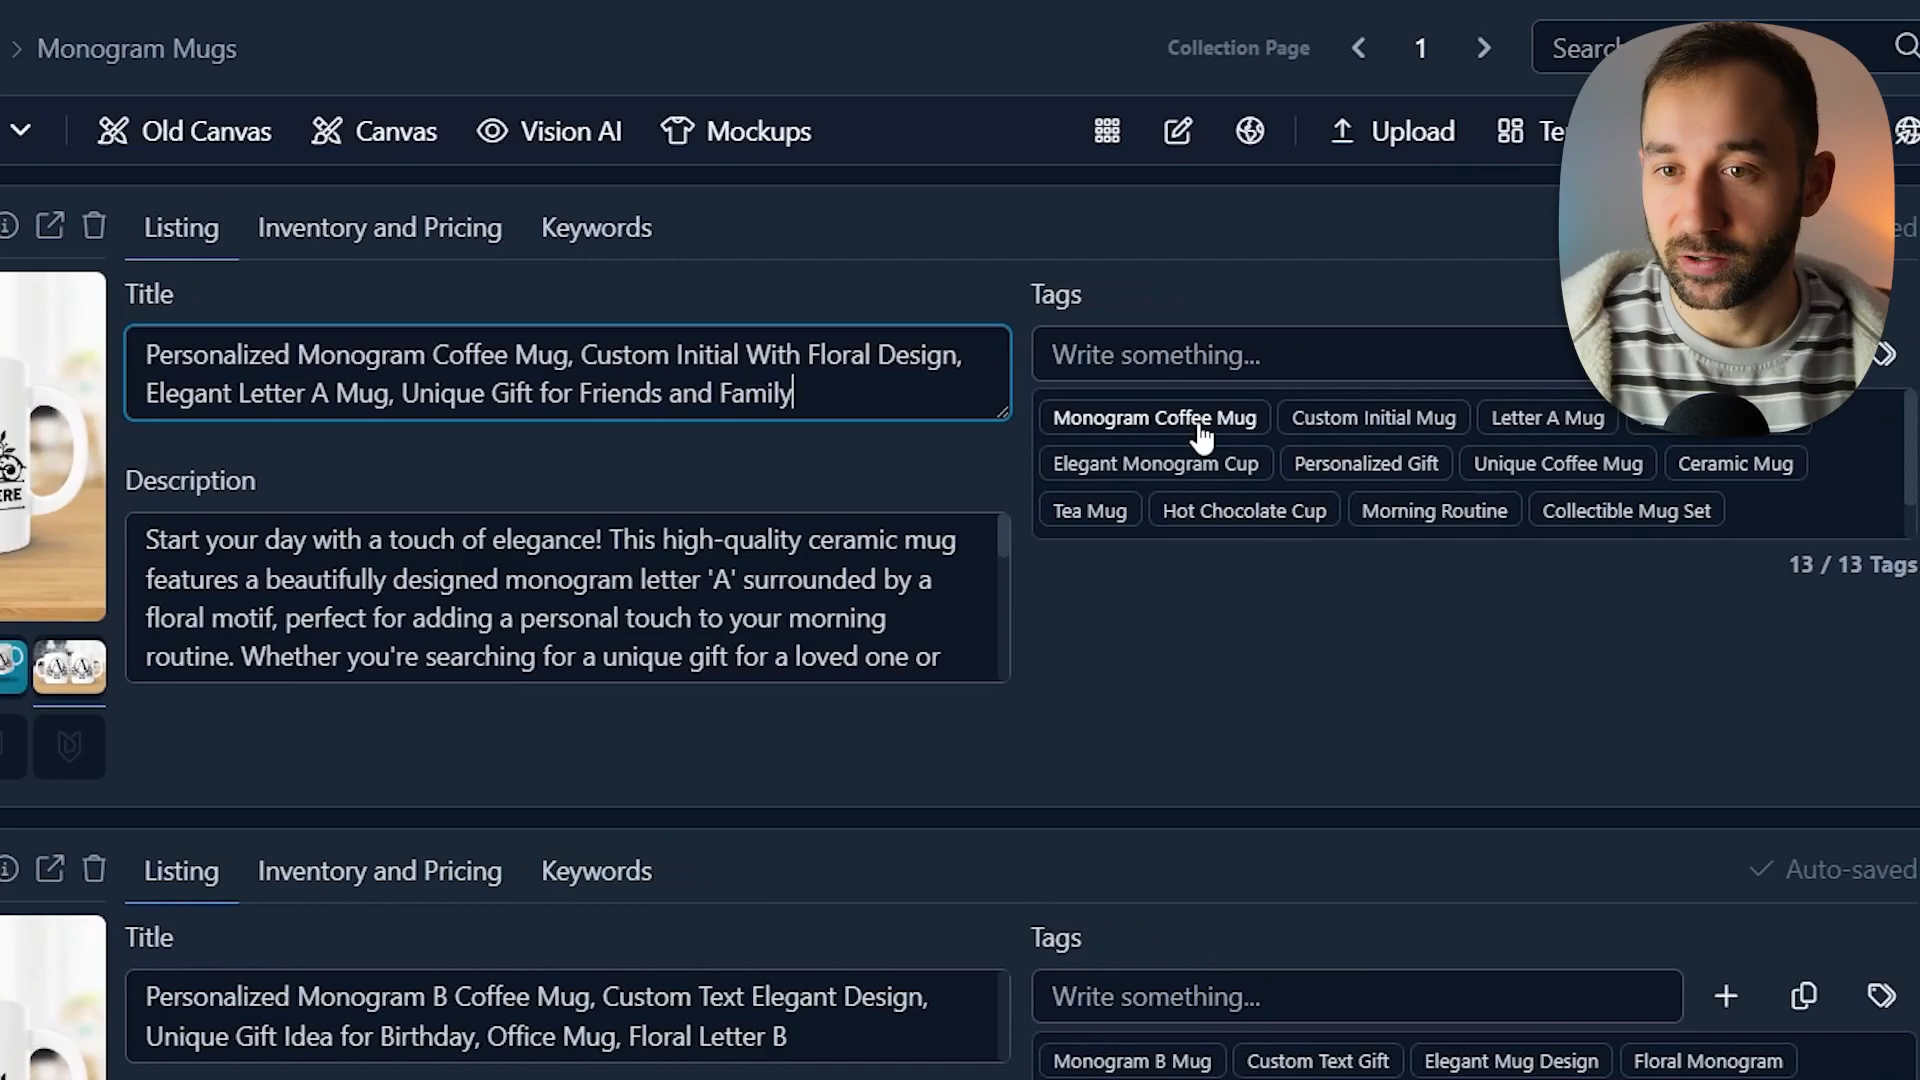 Monogram Mugs
Collection Page
1
Old Canvas
Canvas
Vision AI
Mockups
Upload
Listing
Inventory and Pricing
Keywords
Title
Personalized Monogram Coffee Mug, Custom Initial With Floral Design,
Elegant Letter A Mug, Unique Gift for Friends and Family
Description
Start your day with a touch of elegance! This high-quality ceramic mug
features a beautifully designed monogram letter 'A' surrounded by a
floral motif, perfect for adding a personal touch to your morning
routine. Whether you're searching for a unique gift for a loved one or
Tags
Write something...
Monogram Coffee Mug
Custom Initial Mug
Letter A Mug
Elegant Monogram Cup
Personalized Gift
Unique Coffee Mug
Ceramic Mug
Tea Mug
Hot Chocolate Cup
Morning Routine
Collectible Mug Set
13 / 13 Tags
Listing
Inventory and Pricing
Keywords
Auto-saved
Title
Personalized Monogram B Coffee Mug, Custom Text Elegant Design,
Unique Gift Idea for Birthday, Office Mug, Floral Letter B
Tags
Write something...
Monogram B Mug
Custom Text Gift
Elegant Mug Design
Floral Monogram